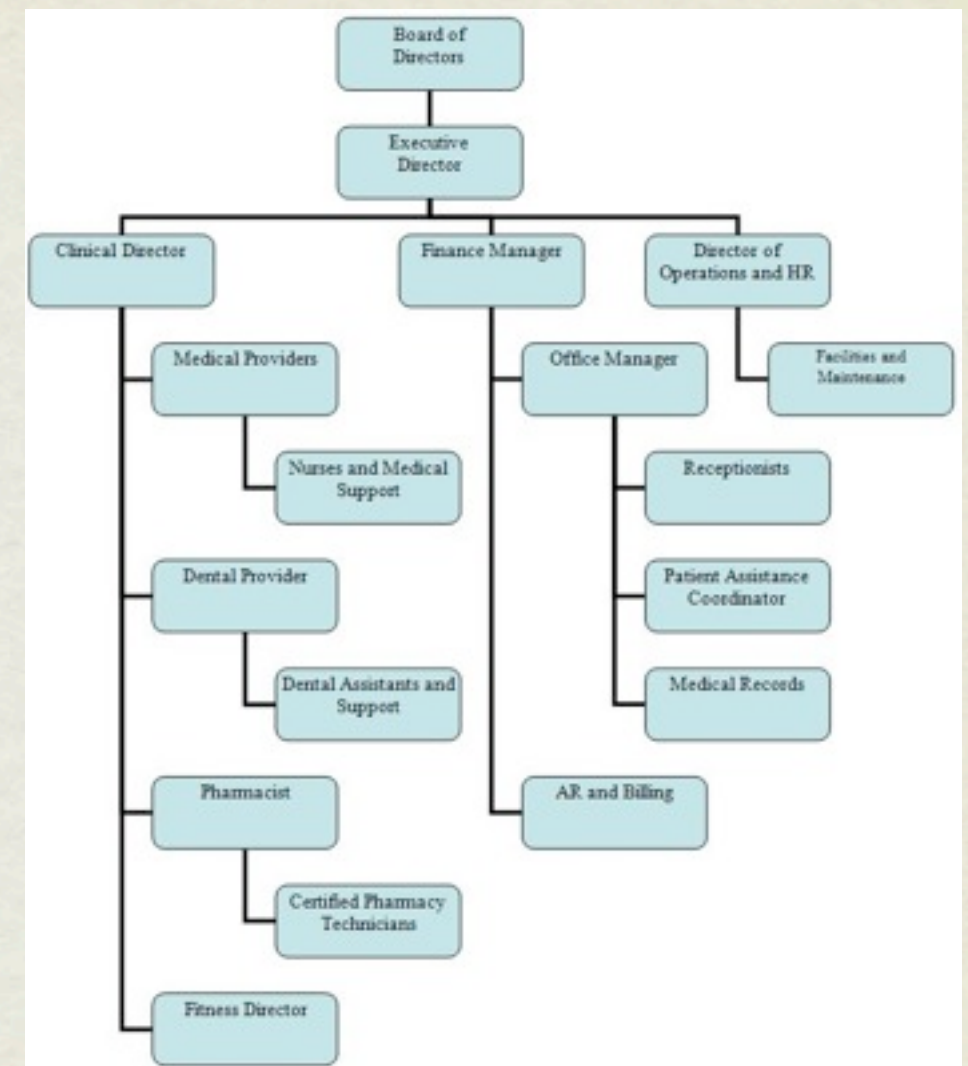 Board of
Directors
Executive
Director
Clinical Director
Finance Manager
Director of
Operations and HR
Medical Providers
Office Manager
Facilities and
Maintenance
Nurses and Medical
Support
Receptionists
Dental Provider
Patient Assistance
Coordinator
Dental Assistants and
Support
Medical Records
Pharmacist
AR and Billing
Certified Pharmacy
Technicians
Fitness Director